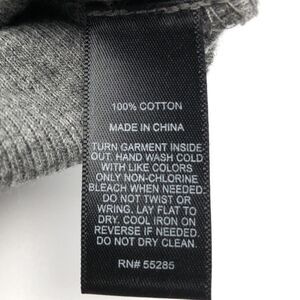 100% COTTON
MADE IN CHINA
TURN GARMENT INSIDE
OUT. HAND WASH COLD
WITH LIKE COLORS
ONLY NON-CHLORINE
BLEACH WHEN NEEDED.
DO NOT TWIST OR
WRING. LAY FLAT TO
DRY. COOL IRON ON
REVERSE IF NEEDED.
DO NOT DRY CLEAN.
RN# 55285